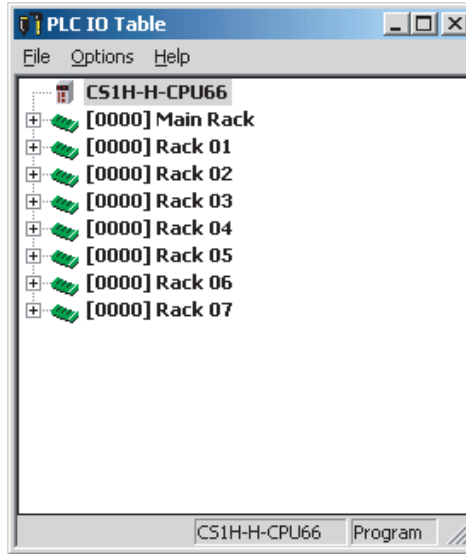 PLC IO Table
File Options Help
CS1H-H-CPU66
[0000] Main Rack
[0000] Rack 01
[0000] Rack 02
[0000] Rack 03
[0000] Rack 04
[0000] Rack 05
[0000] Rack 06
[0000] Rack 07
CS1H-H-CPU66 Program